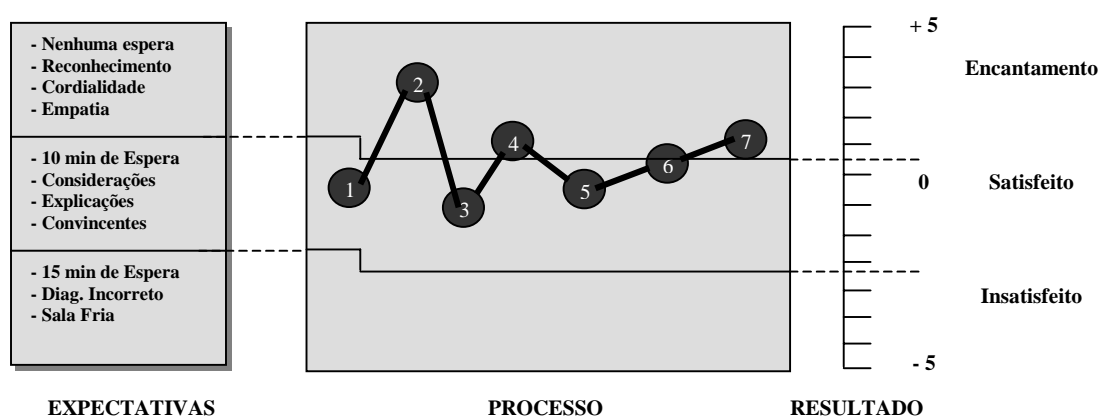 - Nenhuma espera
- Reconhecimento
- Cordialidade
- Empatia
- 10 min de Espera
- Considerações
- Explicações
- Convincentes
- 15 min de Espera
- Diag. Incorreto
- Sala Fria
1
2
3
4
5
6
7
+ 5
Encantamento
0
Satisfeito
Insatisfeito
- 5
EXPECTATIVAS
PROCESSO
RESULTADO